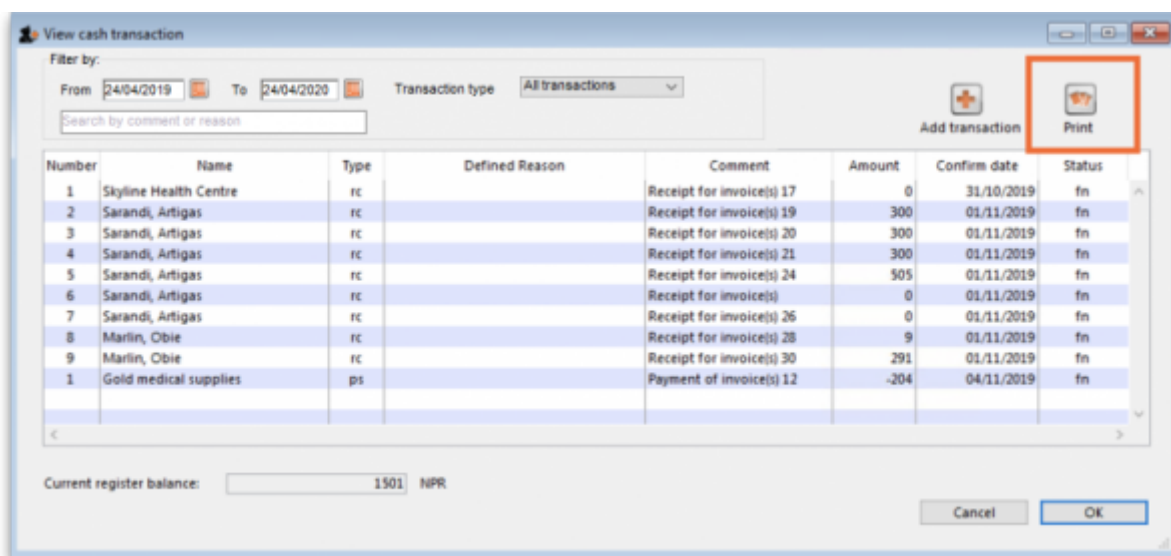 View cash transaction
Filter by:
From 24/04/2019 To 24/04/2020 Transaction type All transactions
Search by comment or reason
Add transaction Print
Number Name Type Defined Reason Comment Amount Confirm date Status
1 Skyline Health Centre rc Receipt for invoice(s) 17 0 31/10/2019 fn
2 Sarandi, Artigas rc Receipt for invoice(s) 19 300 01/11/2019 fn
3 Sarandi, Artigas rc Receipt for invoice(s) 20 300 01/11/2019 fn
4 Sarandi, Artigas rc Receipt for invoice(s) 21 300 01/11/2019 fn
5 Sarandi, Artigas rc Receipt for invoice(s) 24 505 01/11/2019 fn
6 Sarandi, Artigas rc Receipt for invoice(s) 0 01/11/2019 fn
7 Sarandi, Artigas rc Receipt for invoice(s) 26 0 01/11/2019 fn
8 Marlin, Obie rc Receipt for invoice(s) 28 9 01/11/2019 fn
9 Marlin, Obie rc Receipt for invoice(s) 30 291 01/11/2019 fn
1 Gold medical supplies ps Payment of invoice(s) 12 -204 04/11/2019 fn
Current register balance: 1501 NPR
Cancel OK